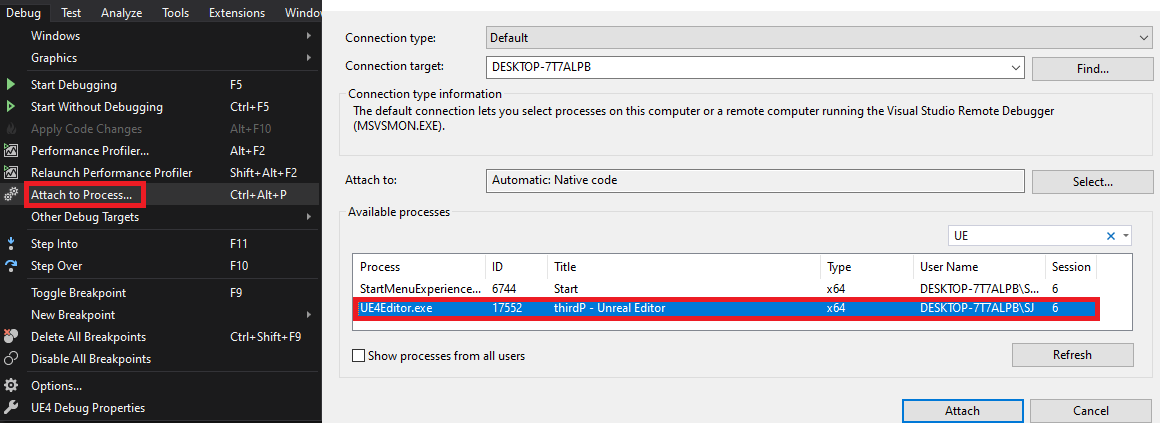 Debug Test Analyze Tools Extensions Window
Windows
Graphics
Start Debugging F5
Start Without Debugging Ctrl+F5
Apply Code Changes Alt+F10
Performance Profiler... Alt+F2
Relaunch Performance Profiler Shift+Alt+F2
Attach to Process... Ctrl+Alt+P
Other Debug Targets
Step Into F11
Step Over F10
Toggle Breakpoint F9
New Breakpoint
Delete All Breakpoints Ctrl+Shift+F9
Disable All Breakpoints
Options...
UE4 Debug Properties
Connection type: Default
Connection target: DESKTOP-7T7ALPB Find...
Connection type information
The default connection lets you select processes on this computer or a remote computer running the Visual Studio Remote Debugger
(MSVSMON.EXE).
Attach to: Automatic: Native code Select...
Available processes
UE
Process ID Title Type User Name Session
StartMenuExperience... 6744 Start x64 DESKTOP-7T7ALPB\S... 6
UE4Editor.exe 17552 thirdP - Unreal Editor x64 DESKTOP-7T7ALPB\SJ 6
Show processes from all users Refresh
Attach Cancel